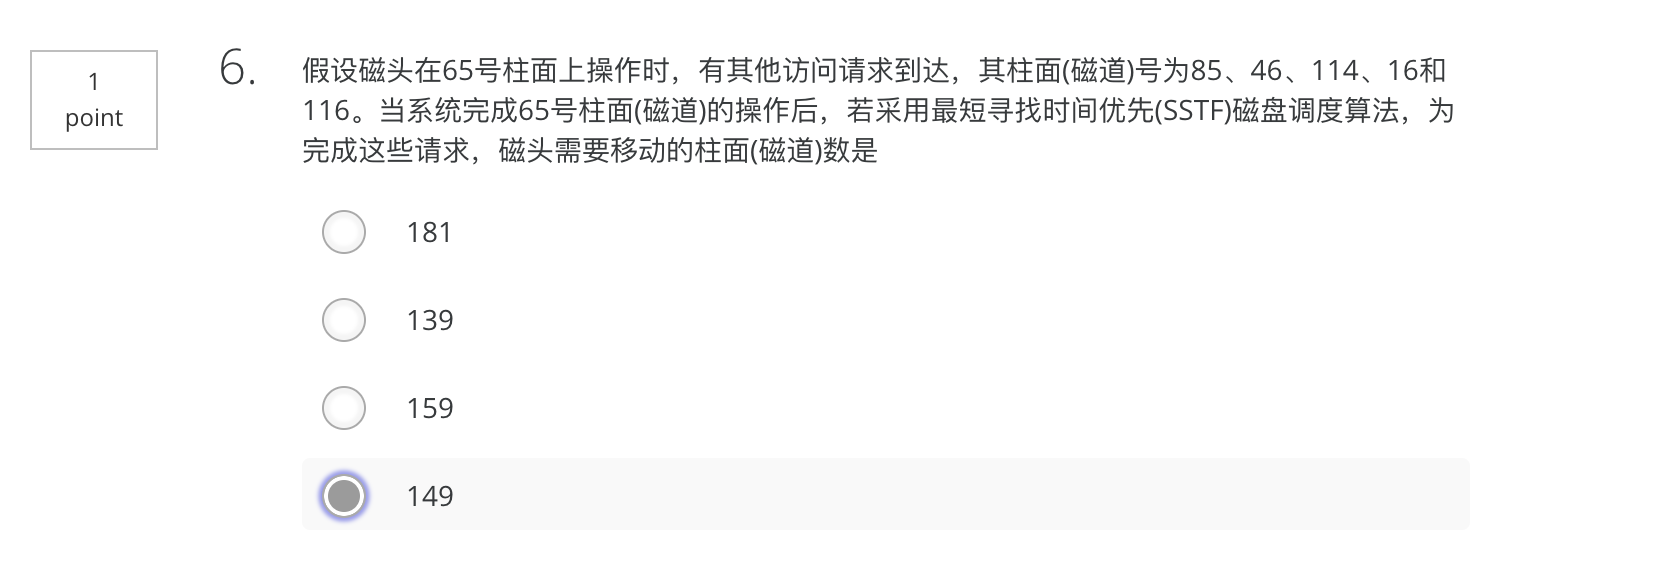 1
point
6.
假设磁头在65号柱面上操作时，有其他访问请求到达，其柱面(磁道)号为85、46、114、16和
116。当系统完成65号柱面(磁道)的操作后，若采用最短寻找时间优先(SSTF)磁盘调度算法，为
完成这些请求，磁头需要移动的柱面(磁道)数是
181
139
159
149